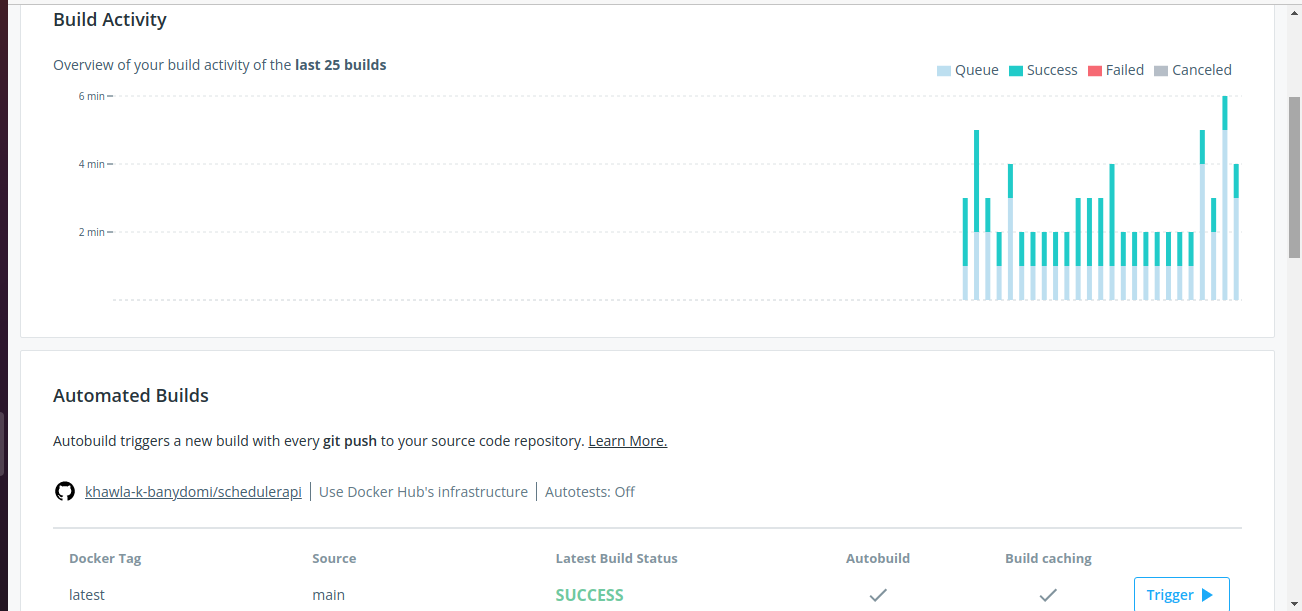 Build Activity
Overview of your build activity of the last 25 builds
Queue Success Failed Canceled
6 min
4 min
2 min
Automated Builds
Autobuild triggers a new build with every git push to your source code repository. Learn More.
khawla-k-banydomi/schedulerapi Use Docker Hub's infrastructure Autotests: Off
Docker Tag Source Latest Build Status Autobuild Build caching
latest main SUCCESS Trigger